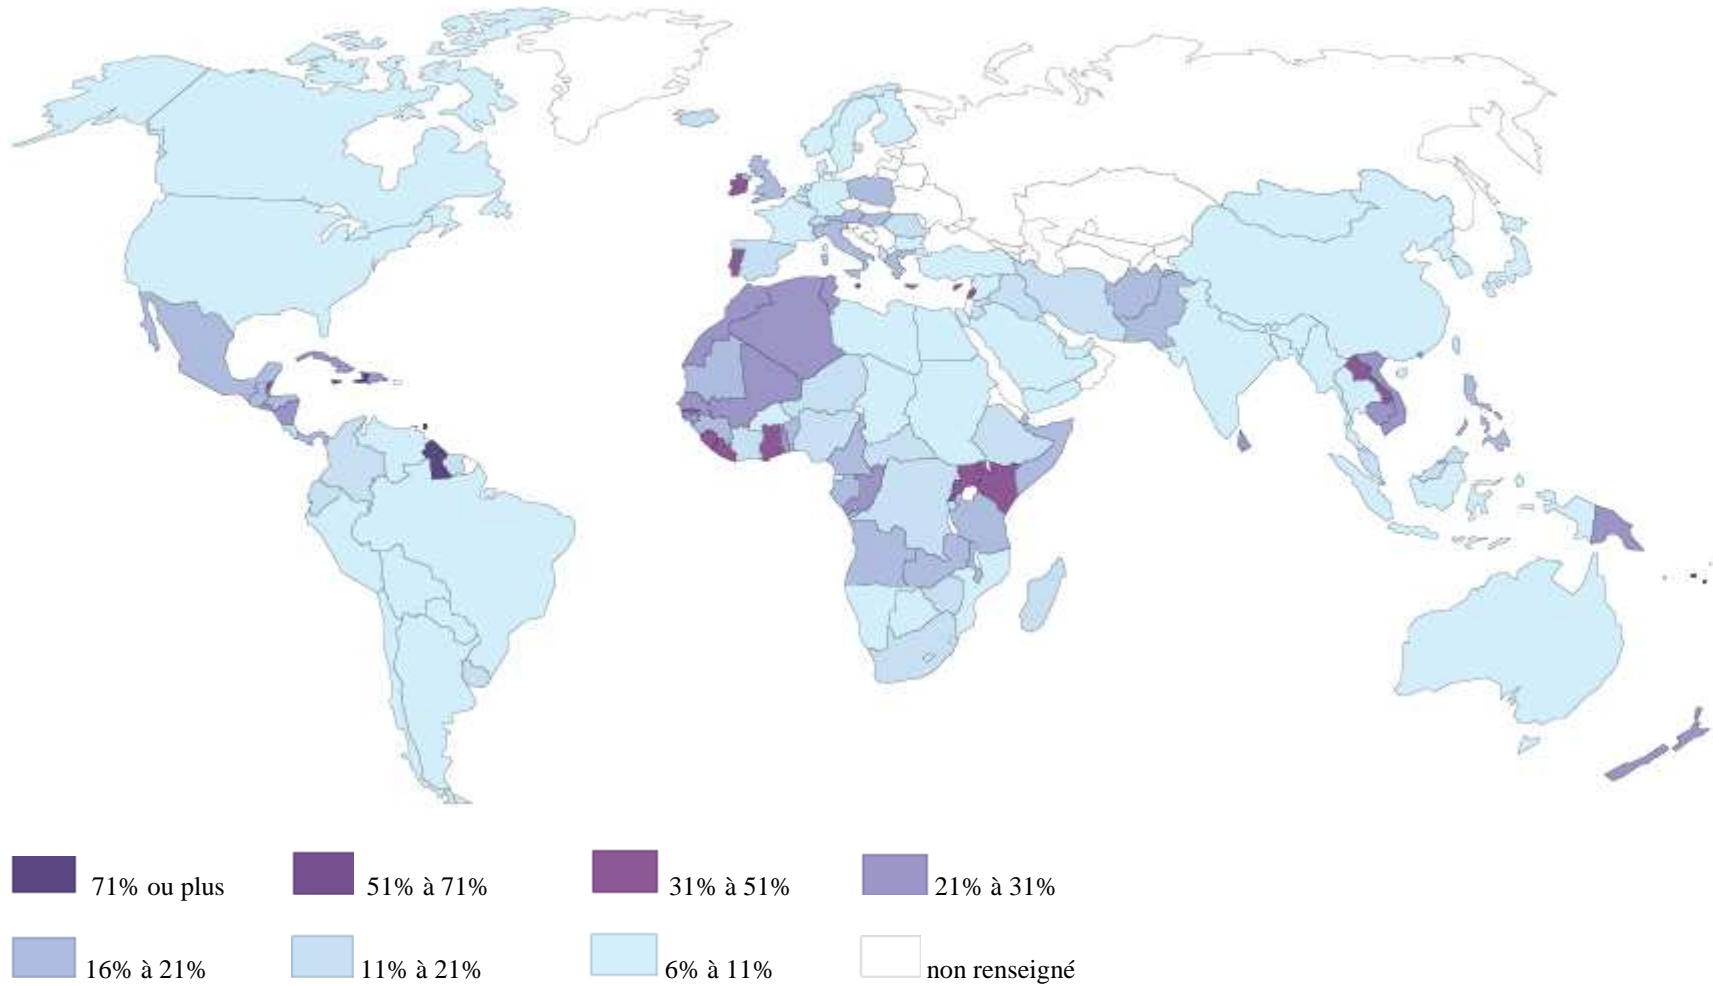 71% ou plus
51% à 71%
31% à 51%
21% à 31%
16% à 21%
11% à 21%
6% à 11%
non renseigné